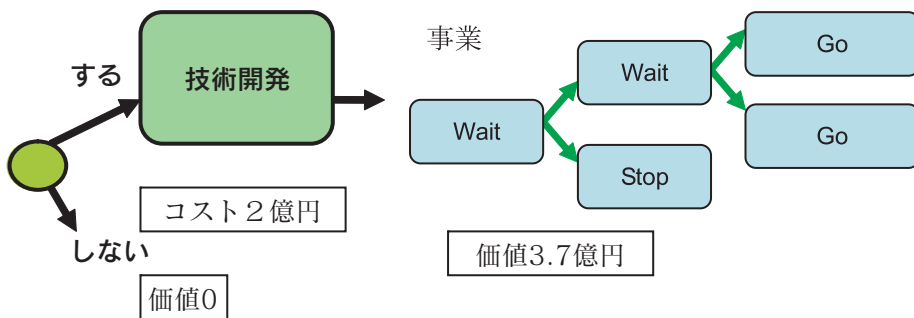 する
技術開発
コスト２億円
しない
価値0
事業
Wait
Wait
Stop
Go
Go
価値3.7億円